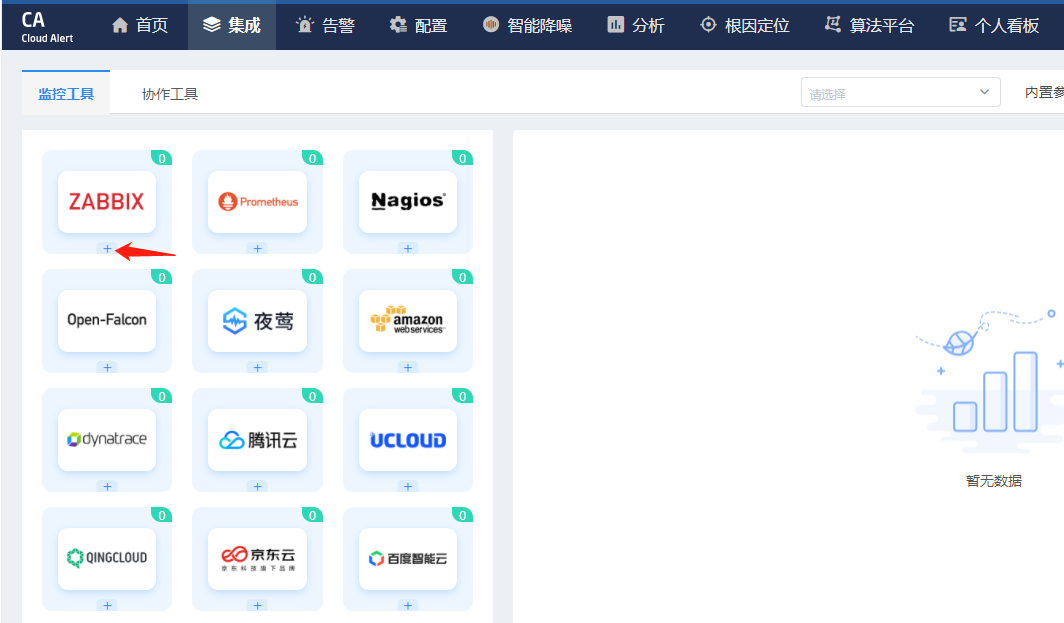 CA
Cloud Alert
首页
集成
告警
配置
智能降噪
分析
根因定位
算法平台
个人看板
监控工具
协作工具
请选择
内置参
0
0
0
ZABBIX
Prometheus
Nagios®
+
+
+
0
0
0
Open-Falcon
夜莺
amazon
web services™
+
+
+
0
0
0
dynatrace
腾讯云
UCLOUD
+
+
+
暂无数据
0
0
0
QINGCLOUD
京东云
京东科技旗下品牌
百度智能云
+
+
+